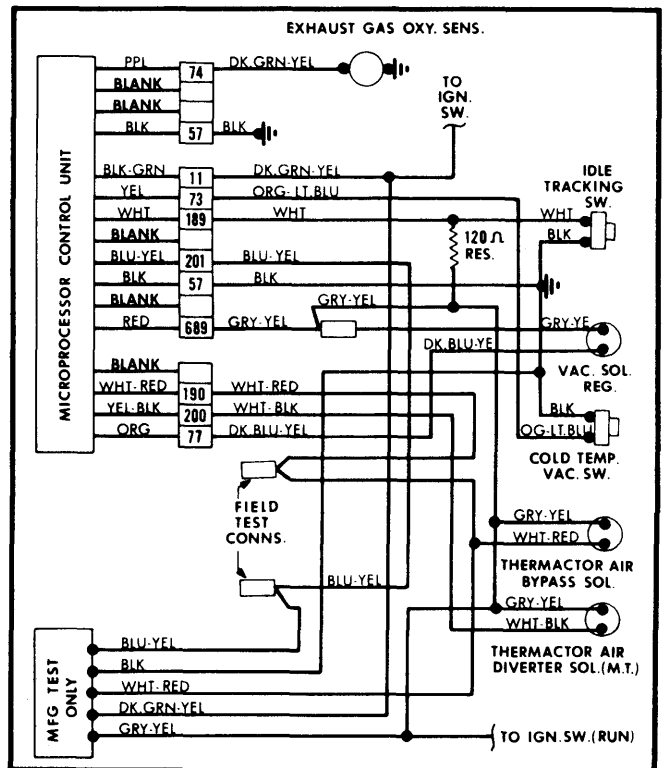 EXHAUST GAS OXY. SENS.
PPL 74 DK.GRN-YEL
BLANK
BLANK
BLK 57 BLK
TO
IGN.
SW.
MICROPROCESSOR CONTROL UNIT
BLK-GRN 11 DK.GRN-YEL
YEL 73 ORG-LT.BLU
WHT 189 WHT
BLANK
BLU-YEL 201 BLU-YEL
BLK 57 BLK
BLANK
RED 689 GRY-YEL
GRY-YEL
120 Ω
RES.
IDLE
TRACKING
SW.
WHT
BLK
GRY-YE
DK.BLU-YE
VAC. SOL.
REG.
BLANK
WHT-RED 190 WHT-RED
YEL-BLK 200 WHT-BLK
ORG 77 DK.BLU-YEL
BLK
OG-LT.BLU
COLD TEMP.
VAC. SW.
FIELD
TEST
CONNS.
GRY-YEL
WHT-RED
THERMACTOR AIR
BYPASS SOL.
BLU-YEL
GRY-YEL
WHT-BLK
THERMACTOR AIR
DIVERTER SOL.(M.T.)
MFG TEST
ONLY
BLU-YEL
BLK
WHT-RED
DK.GRN-YEL
GRY-YEL
TO IGN.SW.(RUN)